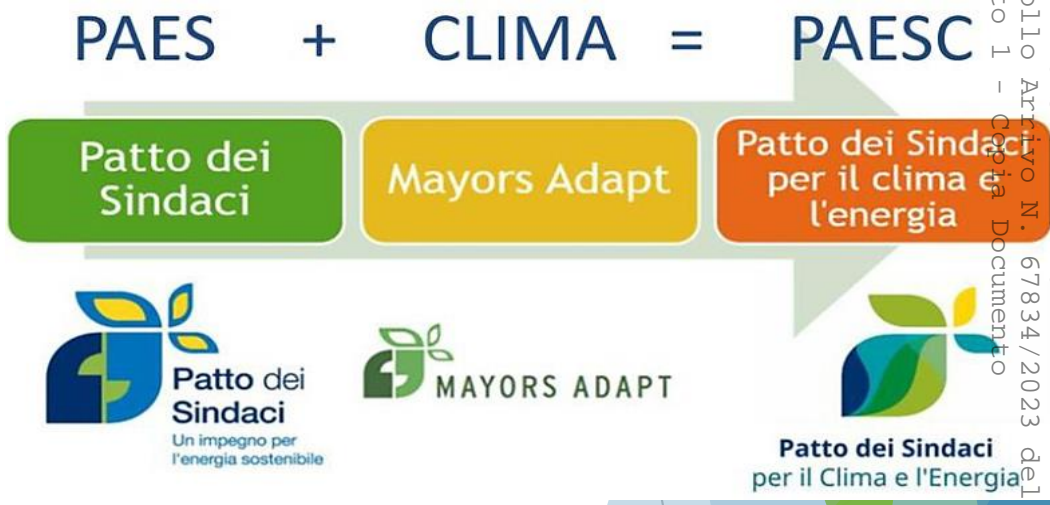 PAES + CLIMA = PAESC
Patto dei
Sindaci
Mayors Adapt
Patto dei Sindaci
per il clima e
l'energia
Patto dei
Sindaci
Un impegno per
l'energia sostenibile
MAYORS ADAPT
Patto dei Sindaci
per il Clima e l'Energia
ollo Arrivo N. 67834/2023 del
to 1 - Copia Documento